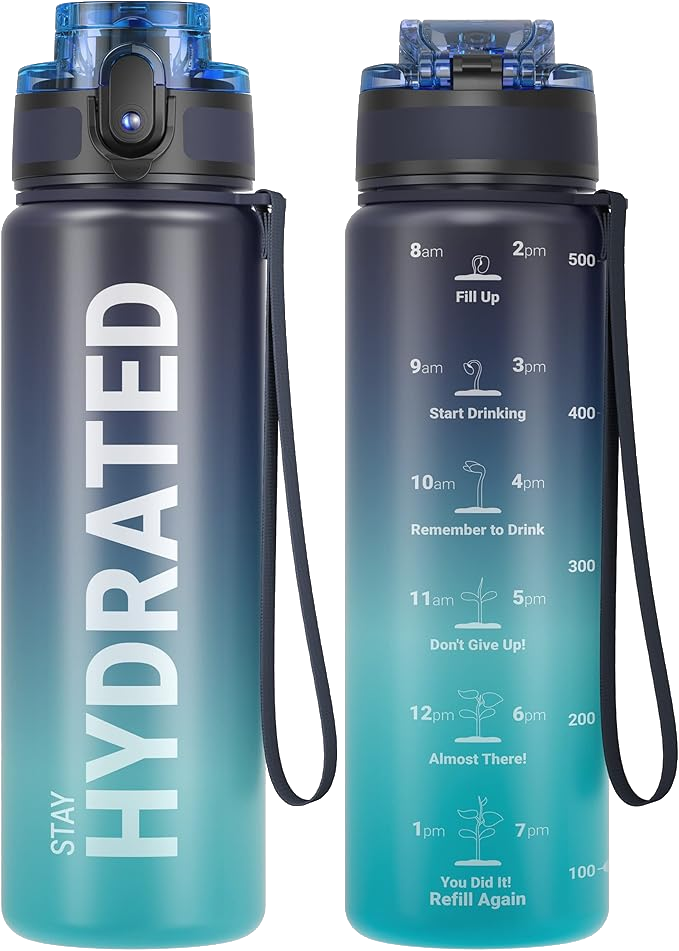 STAY
HYDRATED
8am 2pm
500
Fill Up
9am 3pm
Start Drinking
400
10am 4pm
Remember to Drink
300
11am 5pm
Don't Give Up!
200
12pm 6pm
Almost There!
1pm 7pm
100
You Did It!
Refill Again